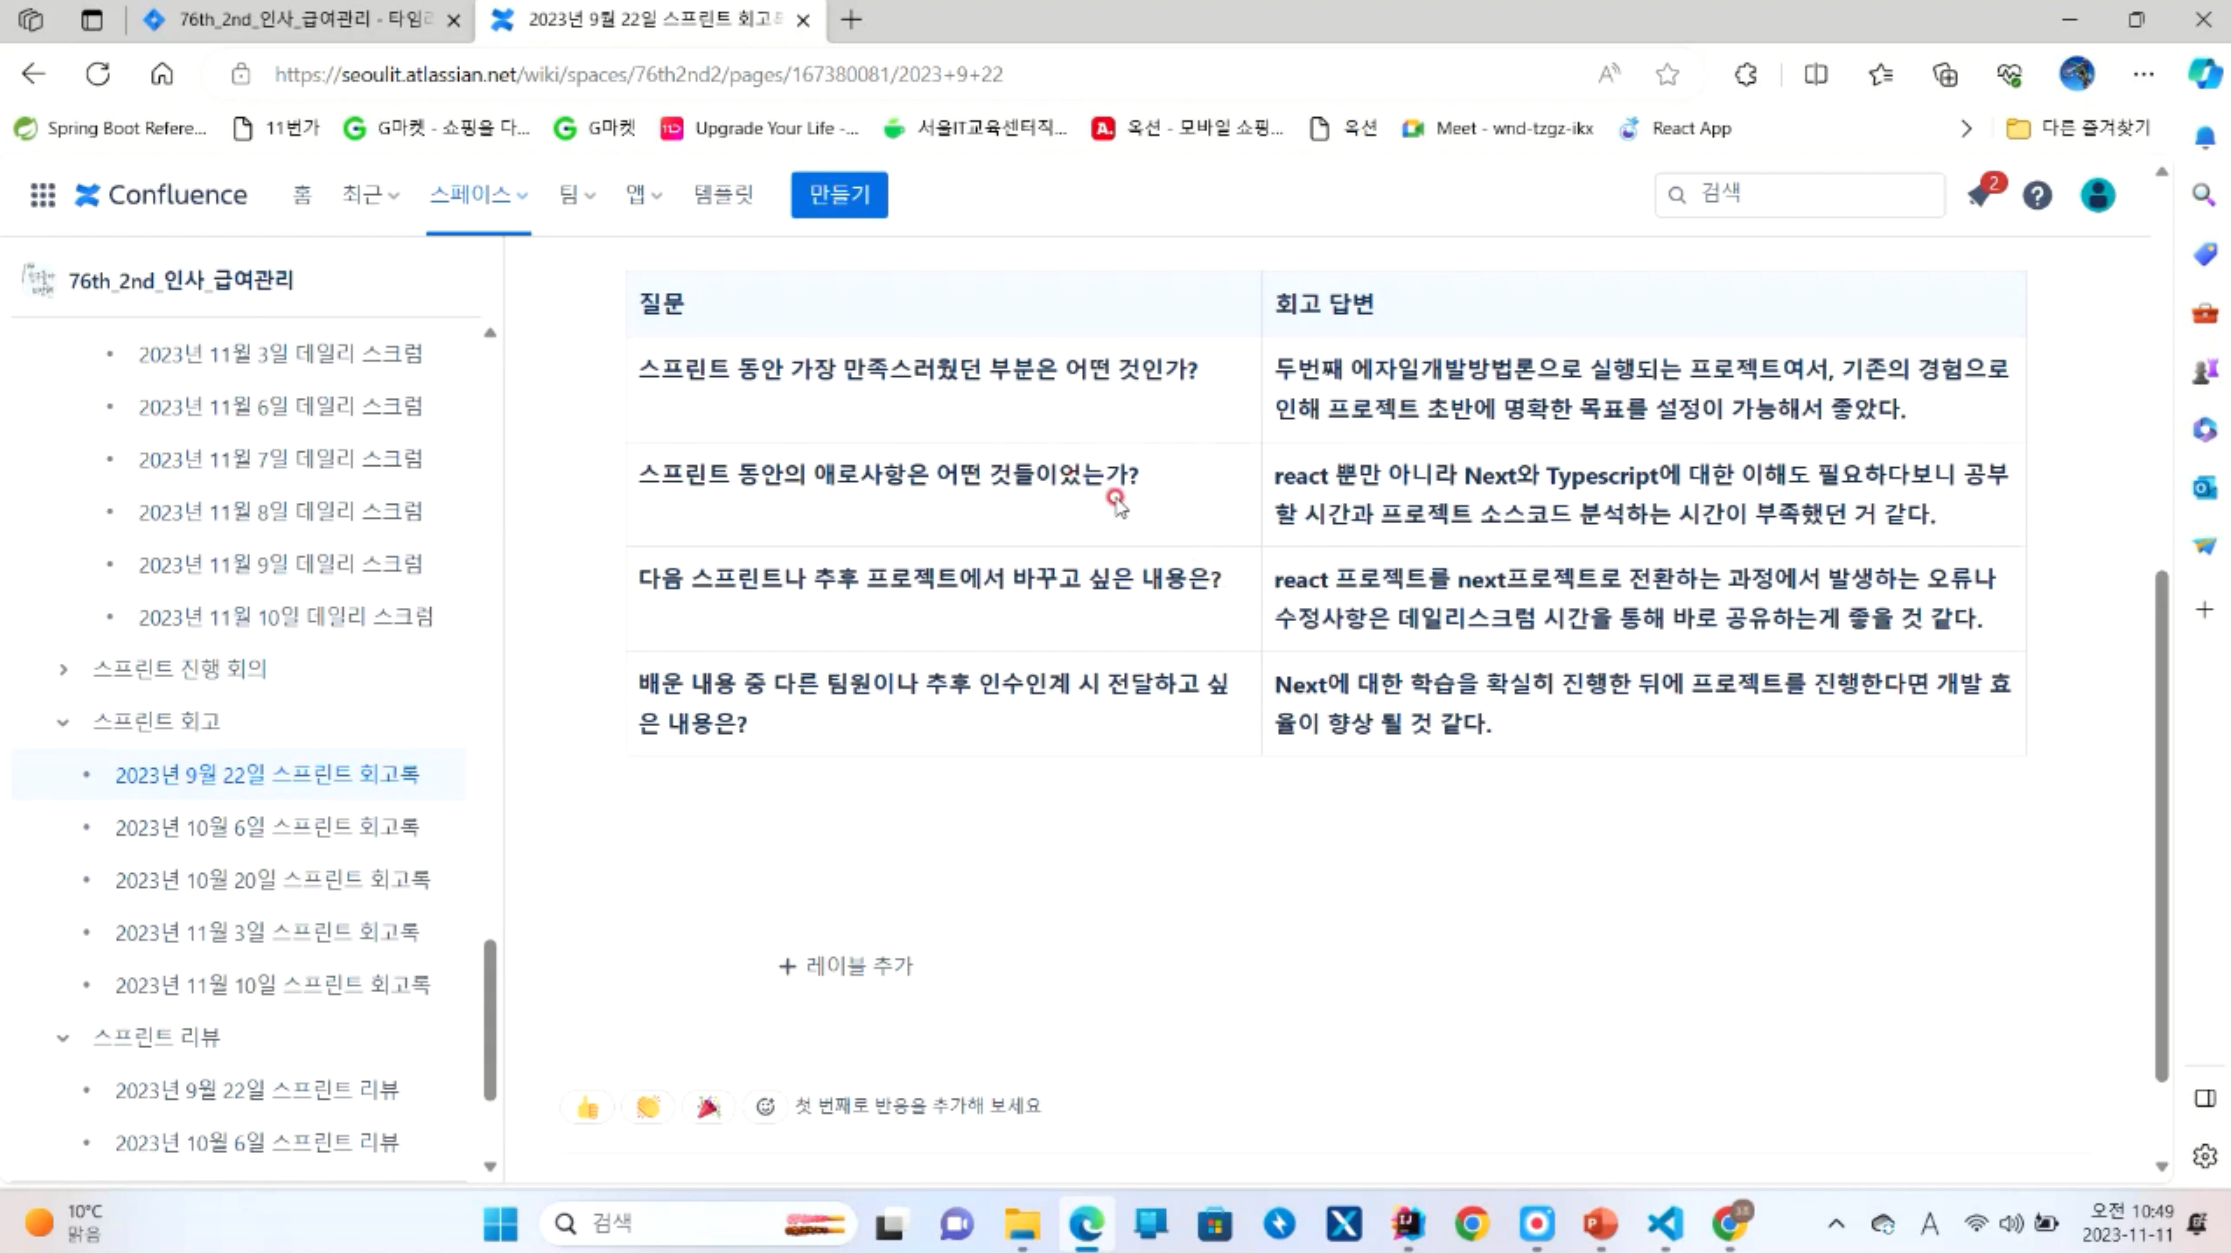 76th_2nd_인사_급여관리 - 타임
2023년 9월 22일 스프린트 회고
https://seoulit.atlassian.net/wiki/spaces/76th2nd2/pages/167380081/2023+9+22
Spring Boot Refere...
11번가
G마켓 - 쇼핑을 다...
G마켓
Upgrade Your Life -...
서울IT교육센터직...
옥션 - 모바일 쇼핑...
옥션
Meet - wnd-tzgz-ikx
React App
다른 즐겨찾기
Confluence
홈
최근
스페이스
팀
앱
템플릿
만들기
검색
2
76th_2nd_인사_급여관리
2023년 11월 3일 데일리 스크럼
2023년 11월 6일 데일리 스크럼
2023년 11월 7일 데일리 스크럼
2023년 11월 8일 데일리 스크럼
2023년 11월 9일 데일리 스크럼
2023년 11월 10일 데일리 스크럼
스프린트 진행 회의
스프린트 회고
2023년 9월 22일 스프린트 회고록
2023년 10월 6일 스프린트 회고록
2023년 10월 20일 스프린트 회고록
2023년 11월 3일 스프린트 회고록
2023년 11월 10일 스프린트 회고록
스프린트 리뷰
2023년 9월 22일 스프린트 리뷰
2023년 10월 6일 스프린트 리뷰
질문
회고 답변
스프린트 동안 가장 만족스러웠던 부분은 어떤 것인가?
두번째 에자일개발방법론으로 실행되는 프로젝트여서, 기존의 경험으로
인해 프로젝트 초반에 명확한 목표를 설정이 가능해서 좋았다.
스프린트 동안의 애로사항은 어떤 것들이었는가?
react 뿐만 아니라 Next와 Typescript에 대한 이해도 필요하다보니 공부
할 시간과 프로젝트 소스코드 분석하는 시간이 부족했던 거 같다.
다음 스프린트나 추후 프로젝트에서 바꾸고 싶은 내용은?
react 프로젝트를 next프로젝트로 전환하는 과정에서 발생하는 오류나
수정사항은 데일리스크럼 시간을 통해 바로 공유하는게 좋을 것 같다.
배운 내용 중 다른 팀원이나 추후 인수인계 시 전달하고 싶
은 내용은?
Next에 대한 학습을 확실히 진행한 뒤에 프로젝트를 진행한다면 개발 효
율이 향상 될 것 같다.
+ 레이블 추가
첫 번째로 반응을 추가해 보세요
10°C
맑음
검색
A
오전 10:49
2023-11-11